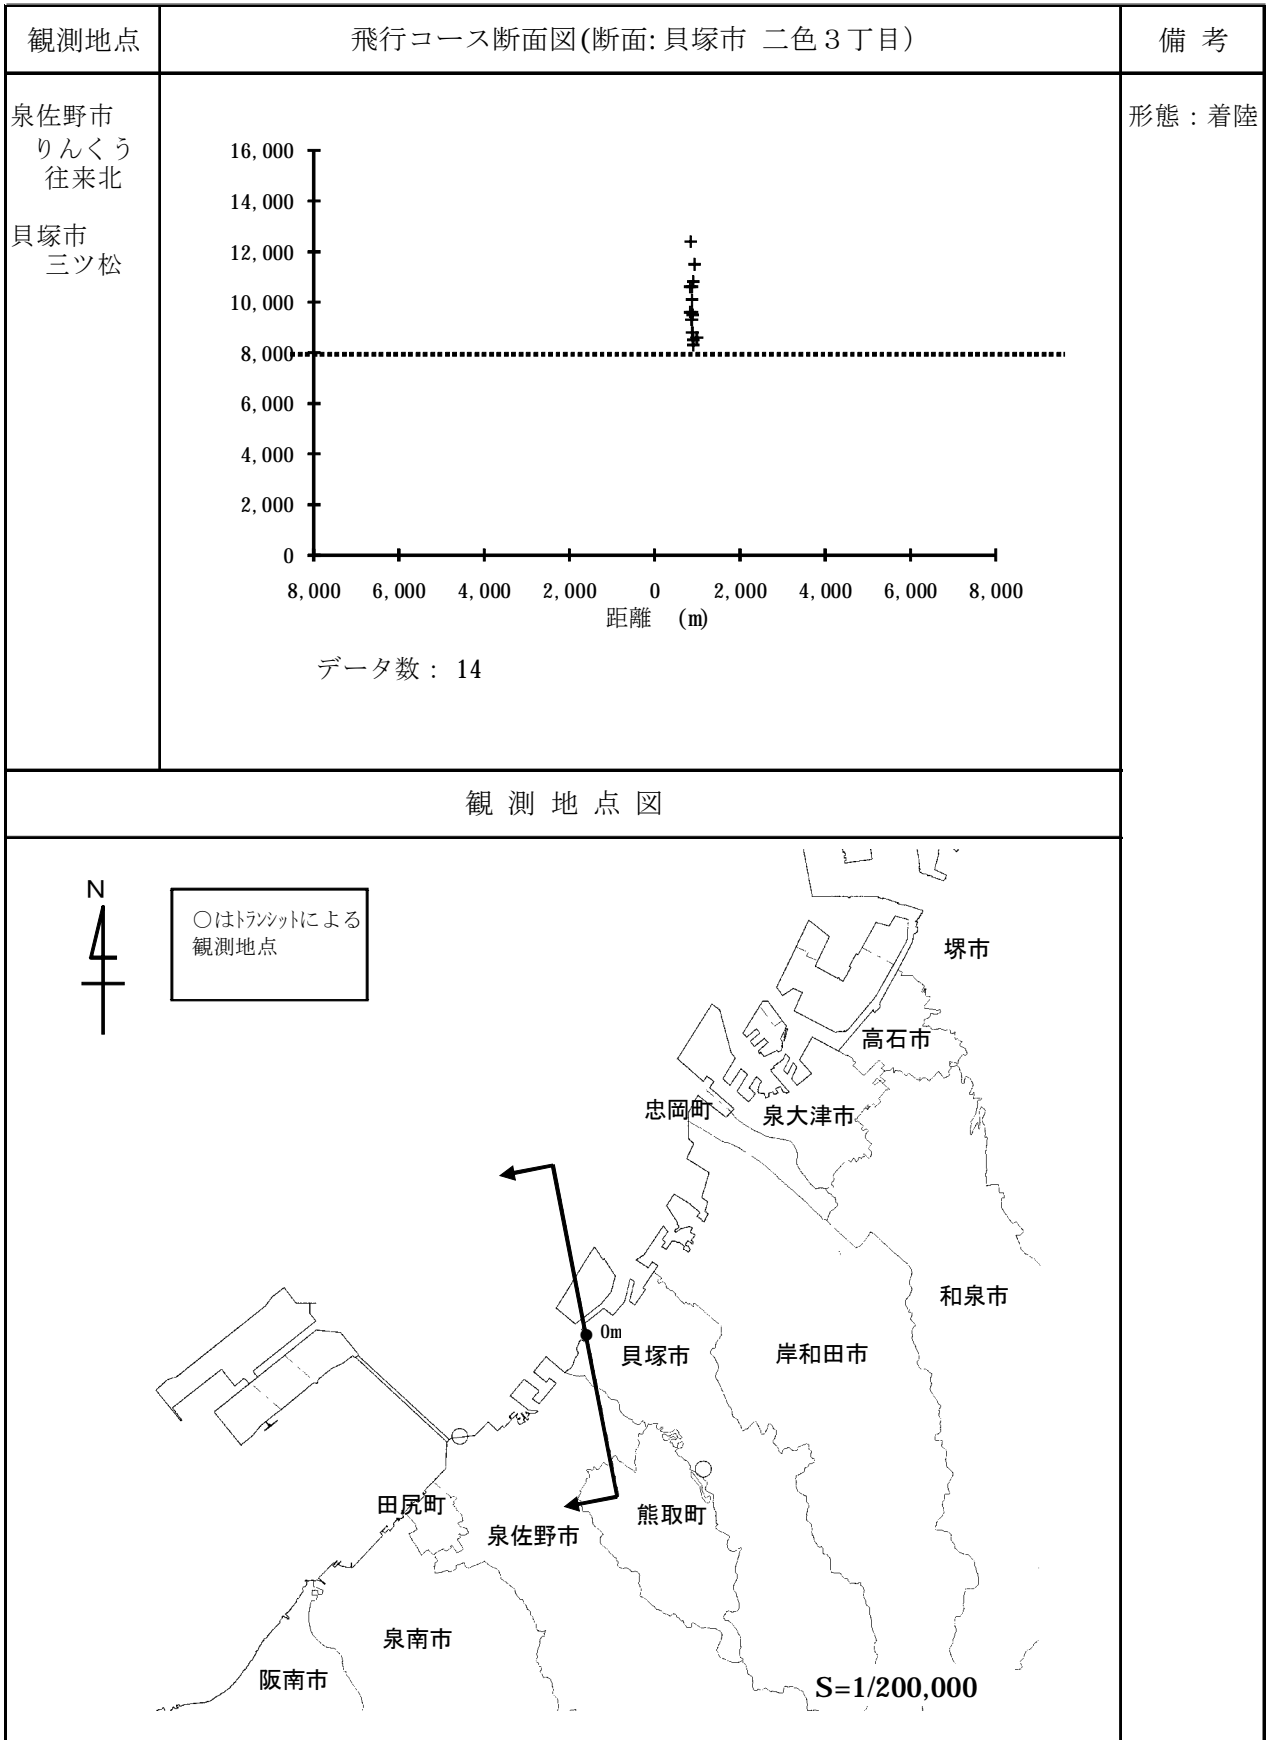 観測地点
飛行コース断面図(断面:貝塚市 二色3丁目)
備 考
泉佐野市
りんくう
往来北
貝塚市
三ツ松
形態：着陸
16,000
14,000
12,000
10,000
8,000
6,000
4,000
2,000
0
8,000 6,000 4,000 2,000 0 2,000 4,000 6,000 8,000
距離 (m)
データ数： 14
観 測 地 点 図
N
○はﾄﾗﾝｼｯﾄによる
観測地点
堺市
高石市
忠岡町
泉大津市
和泉市
0m
貝塚市
岸和田市
田尻町
熊取町
泉佐野市
泉南市
阪南市
S=1/200,000